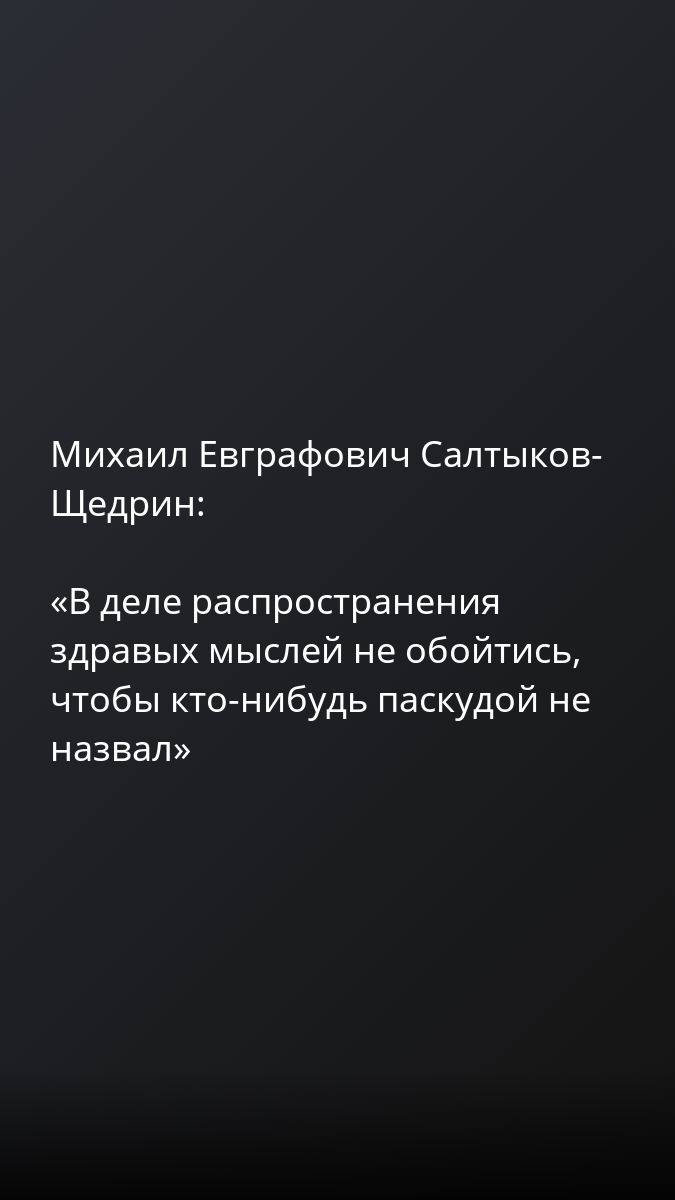 Михаил Евграфович Салтыков-
Щедрин:
«В деле распространения
здравых мыслей не обойтись,
чтобы кто-нибудь паскудой не
назвал»